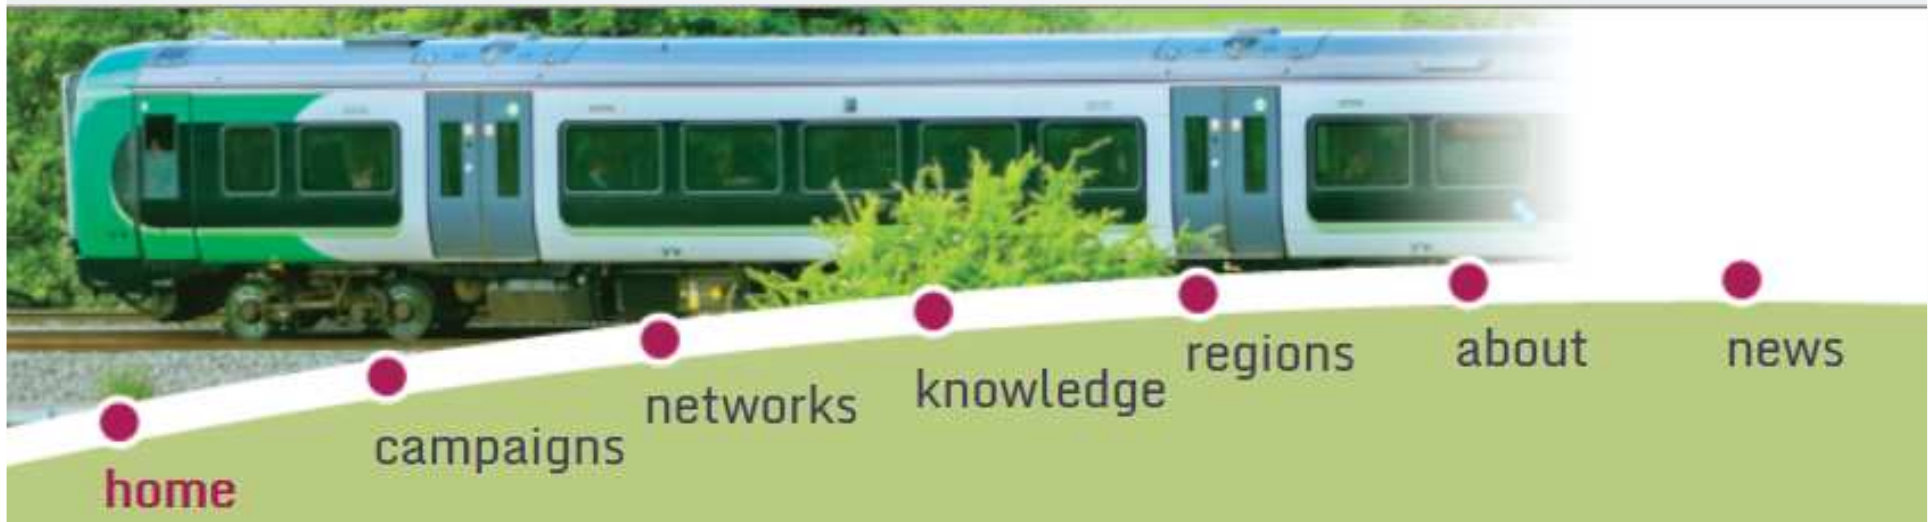 home
campaigns
networks
knowledge
regions
about
news